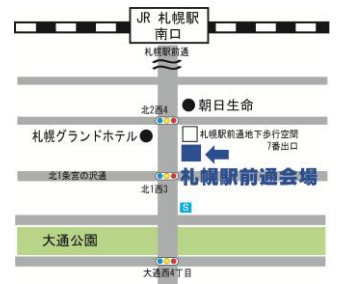 JR 札幌駅
南口
札幌駅前通
北2西4
●朝日生命
札幌グランドホテル●
札幌駅前通地下歩行空間
7番出口
札幌駅前通会場
北1条宮の沢通
北1西3
S
大通公園
大通西4丁目